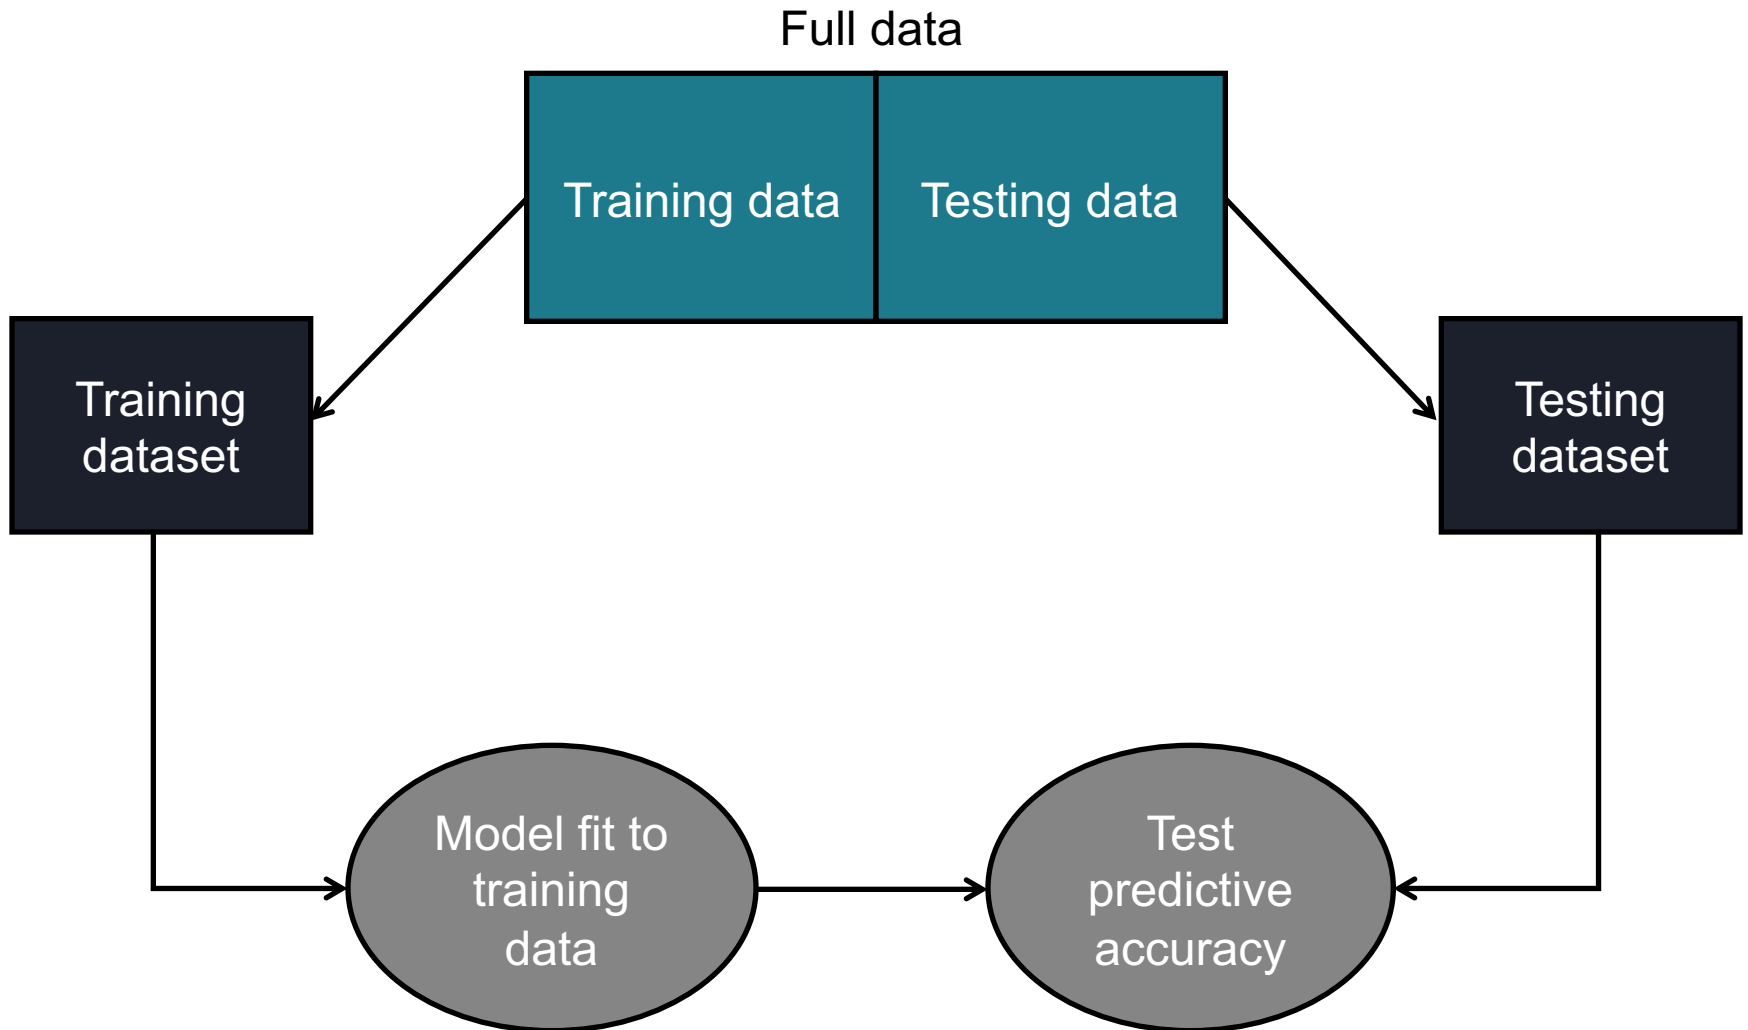 Full data
Training data
Testing data
Training
dataset
Testing
dataset
Model fit to
training
data
Test
predictive
accuracy